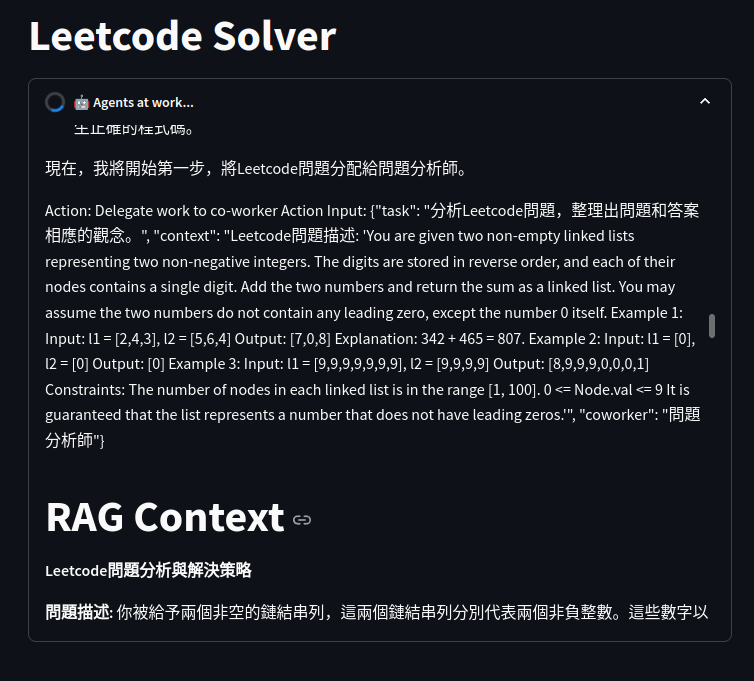 Leetcode Solver
🤖 Agents at work...
生止確的程式碼。
現在，我將開始第一步，將Leetcode問題分配給問題分析師。
Action: Delegate work to co-worker Action Input: {"task": "分析Leetcode問題，整理出問題和答案
相應的觀念。", "context": "Leetcode問題描述: 'You are given two non-empty linked lists
representing two non-negative integers. The digits are stored in reverse order, and each of their
nodes contains a single digit. Add the two numbers and return the sum as a linked list. You may
assume the two numbers do not contain any leading zero, except the number 0 itself. Example 1:
Input: l1 = [2,4,3], l2 = [5,6,4] Output: [7,0,8] Explanation: 342 + 465 = 807. Example 2: Input: l1 = [0],
l2 = [0] Output: [0] Example 3: Input: l1 = [9,9,9,9,9,9,9], l2 = [9,9,9,9] Output: [8,9,9,9,0,0,0,1]
Constraints: The number of nodes in each linked list is in the range [1, 100]. 0 <= Node.val <= 9 It is
guaranteed that the list represents a number that does not have leading zeros.'", "coworker": "問題
分析師"}
RAG Context
Leetcode問題分析與解決策略
問題描述: 你被給予兩個非空的鏈結串列，這兩個鏈結串列分別代表兩個非負整數。這些數字以